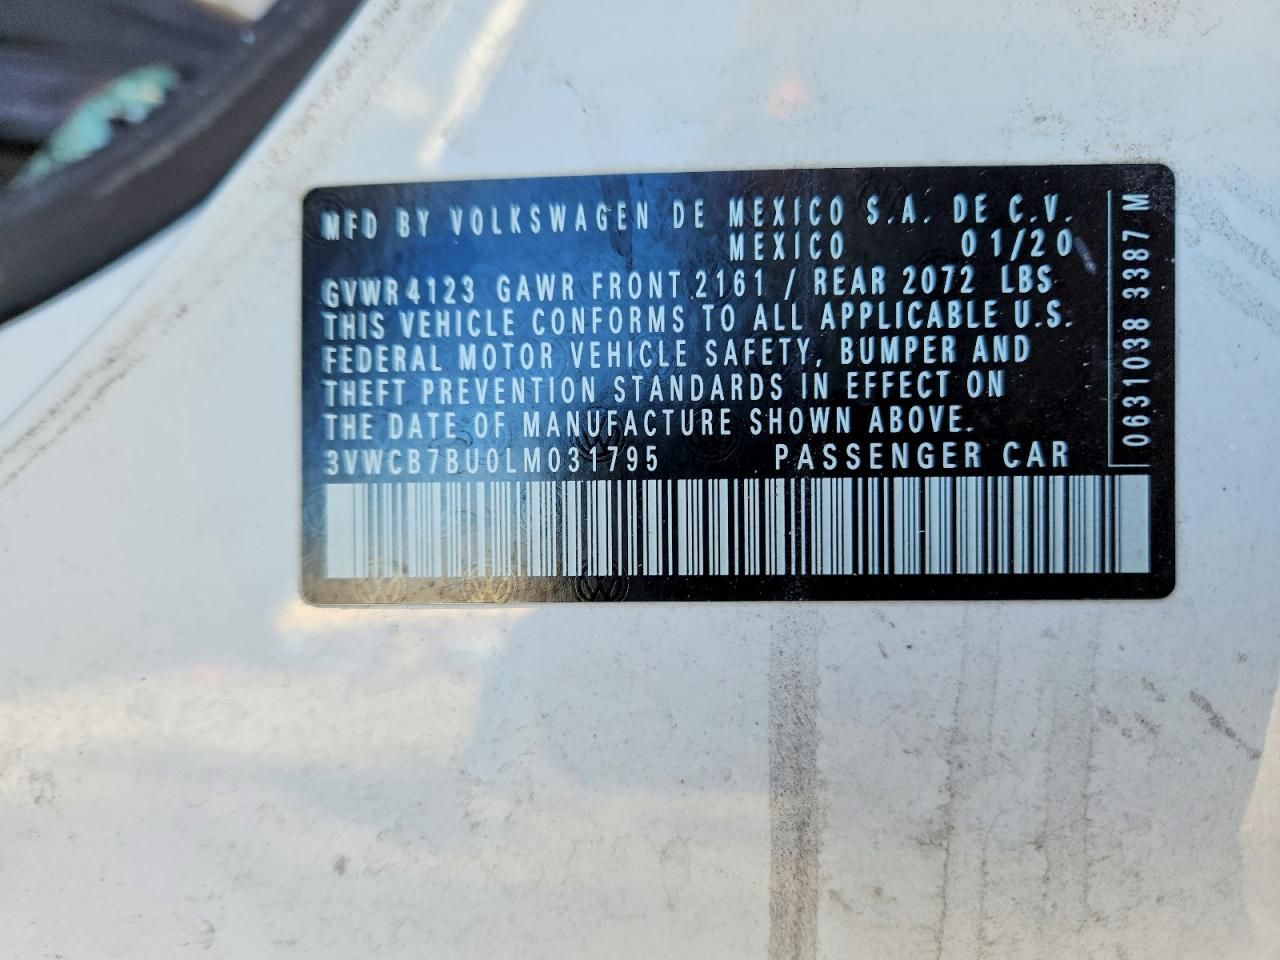 MFD BY VOLKSWAGEN DE MEXICO S.A. DE C.V.
MEXICO 01/20
GVWR 4123 GAWR FRONT 2161 / REAR 2072 LBS
THIS VEHICLE CONFORMS TO ALL APPLICABLE U.S.
FEDERAL MOTOR VEHICLE SAFETY, BUMPER AND
THEFT PREVENTION STANDARDS IN EFFECT ON
THE DATE OF MANUFACTURE SHOWN ABOVE.
3VWCB7BU0LM031795 PASSENGER CAR
0631038 3387 M